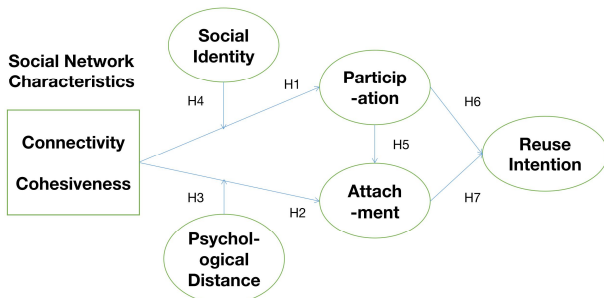 Social Network
Characteristics
Connectivity
Cohesiveness
Social
Identity
H4
H1
Particip
-ation
H6
H5
Reuse
Intention
H3
H2
Attach
-ment
H7
Psychol-
ogical
Distance